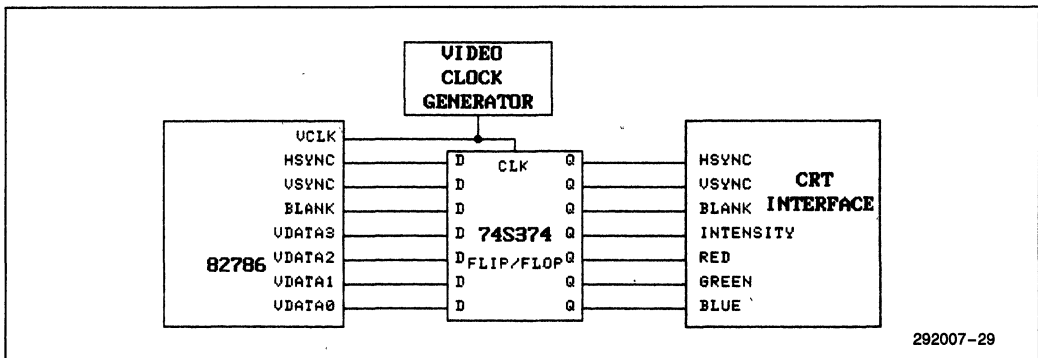 VIDEO
CLOCK
GENERATOR
VCLK
HSYNC
VSYNC
BLANK
VDATA3
VDATA2
VDATA1
VDATA0
82786
D CLK Q
D Q
D Q
D 74S374 Q
D FLIP/FLOP Q
D Q
D Q
HSYNC
VSYNC
BLANK
INTENSITY
RED
GREEN
BLUE
CRT
INTERFACE
292007-29